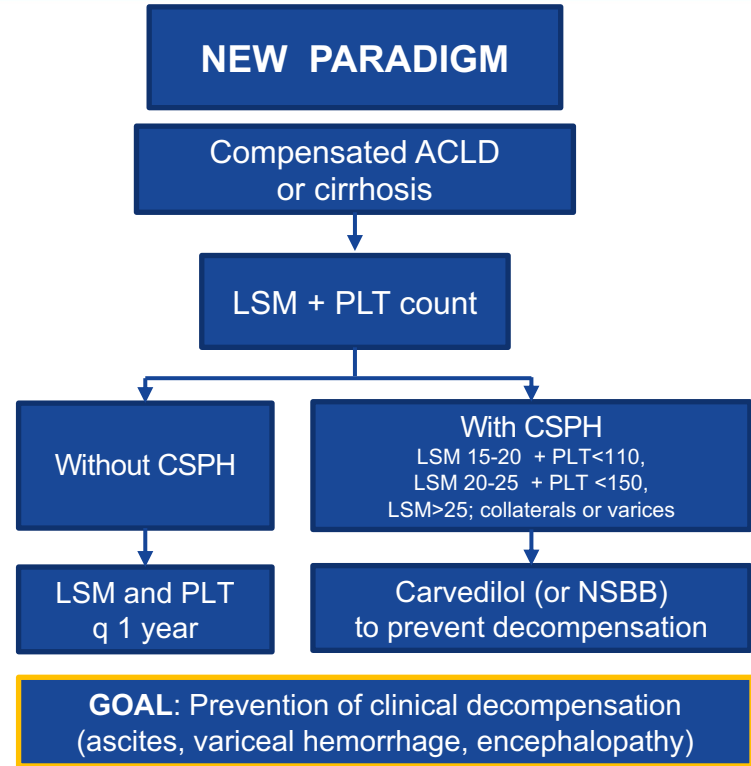 NEW PARADIGM
Compensated ACLD
or cirrhosis
LSM + PLT count
Without CSPH
With CSPH
LSM 15-20 + PLT<110,
LSM 20-25 + PLT <150,
LSM>25; collaterals or varices
LSM and PLT
q 1 year
Carvedilol (or NSBB)
to prevent decompensation
GOAL: Prevention of clinical decompensation
(ascites, variceal hemorrhage, encephalopathy)